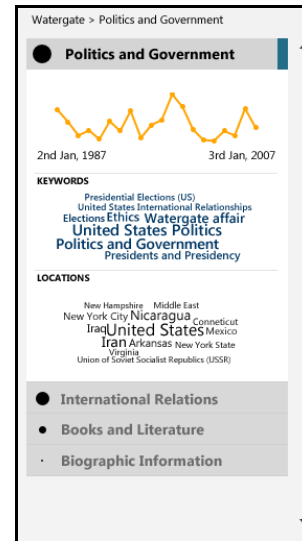 Watergate > Politics and Government
Politics and Government
2nd Jan, 1987 3rd Jan, 2007
KEYWORDS
Presidential Elections (US)
United States International Relationships
Elections Ethics Watergate affair
United States Politics
Politics and Government
Presidents and Presidency
LOCATIONS
New Hampshire Middle East
New York City Nicaragua Conneticut
Iraq United States Mexico
Iran Arkansas New York State
Virginia
Union of Soviet Socialist Republics (USSR)
International Relations
Books and Literature
Biographic Information